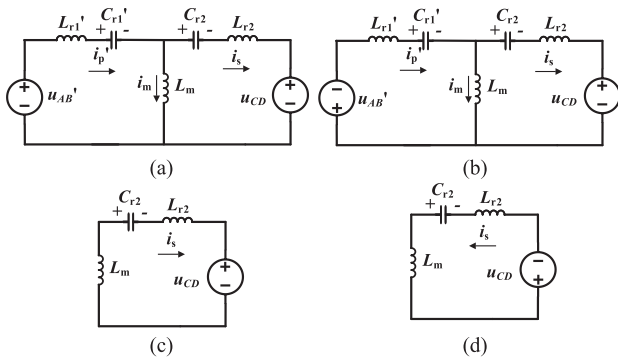 Lr1' Cr1' Cr2 Lr2
+ - + -
ip' is
im Lm
+ - uAB' + - uCD
(a)
Lr1' Cr1' Cr2 Lr2
+ - + -
ip' is
im Lm
- + uAB' + - uCD
(b)
Cr2 Lr2
+ -
is
Lm uCD + -
(c)
Cr2 Lr2
+ -
is
Lm uCD - +
(d)